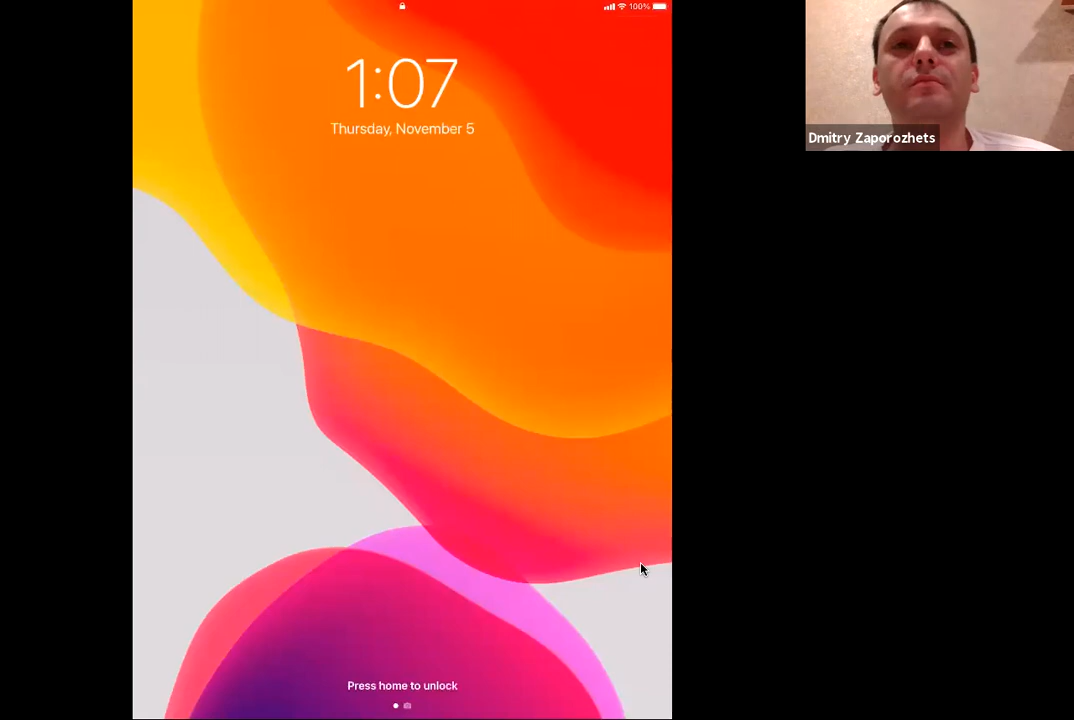 100%
1:07
Thursday, November 5
Dmitry Zaporozhets
Press home to unlock